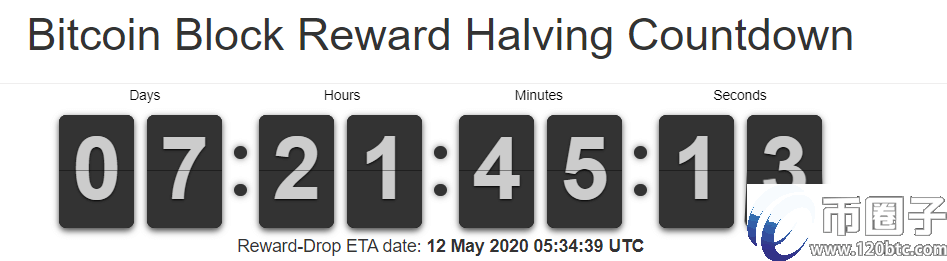 Bitcoin Block Reward Halving Countdown
Days Hours Minutes Seconds
07:21:45:13
Reward-Drop ETA date: 12 May 2020 05:34:39 UTC
币圈子
www.120btc.com